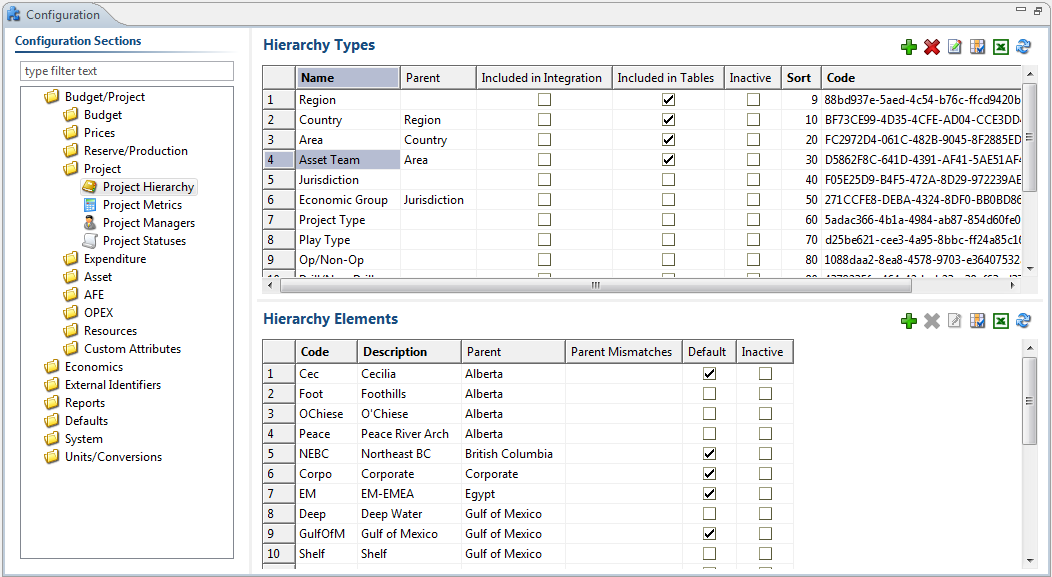 Configuration
Configuration Sections
type filter text
Budget/Project
Budget
Prices
Reserve/Production
Project
Project Hierarchy
Project Metrics
Project Managers
Project Statuses
Expenditure
Asset
AFE
OPEX
Resources
Custom Attributes
Economics
External Identifiers
Reports
Defaults
System
Units/Conversions
Hierarchy Types
Name Parent Included in Integration Included in Tables Inactive Sort Code
1 Region 9 88bd937e-5aed-4c54-b76c-ffcd9420b
2 Country Region 10 BF73CE99-4D35-4CFE-AD04-CCE3DD
3 Area Country 20 FC2972D4-061C-482B-9045-8F2885ED
4 Asset Team Area 30 D5862F8C-641D-4391-AF41-5AE51AF4
5 Jurisdiction 40 F05E25D9-B4F5-472A-8D29-972239AE
6 Economic Group Jurisdiction 50 271CCFE8-DEBA-4324-8DF0-BB0BD86
7 Project Type 60 5adac366-4b1a-4984-ab87-854d60fe0
8 Play Type 70 d25be621-cee3-4a95-8bbc-ff24a85c16
9 Op/Non-Op 80 1088daa2-8ea8-4578-9703-e36407532
Hierarchy Elements
Code Description Parent Parent Mismatches Default Inactive
1 Cec Cecilia Alberta
2 Foot Foothills Alberta
3 OChiese O'Chiese Alberta
4 Peace Peace River Arch Alberta
5 NEBC Northeast BC British Columbia
6 Corpo Corporate Corporate
7 EM EM-EMEA Egypt
8 Deep Deep Water Gulf of Mexico
9 GulfOfM Gulf of Mexico Gulf of Mexico
10 Shelf Shelf Gulf of Mexico